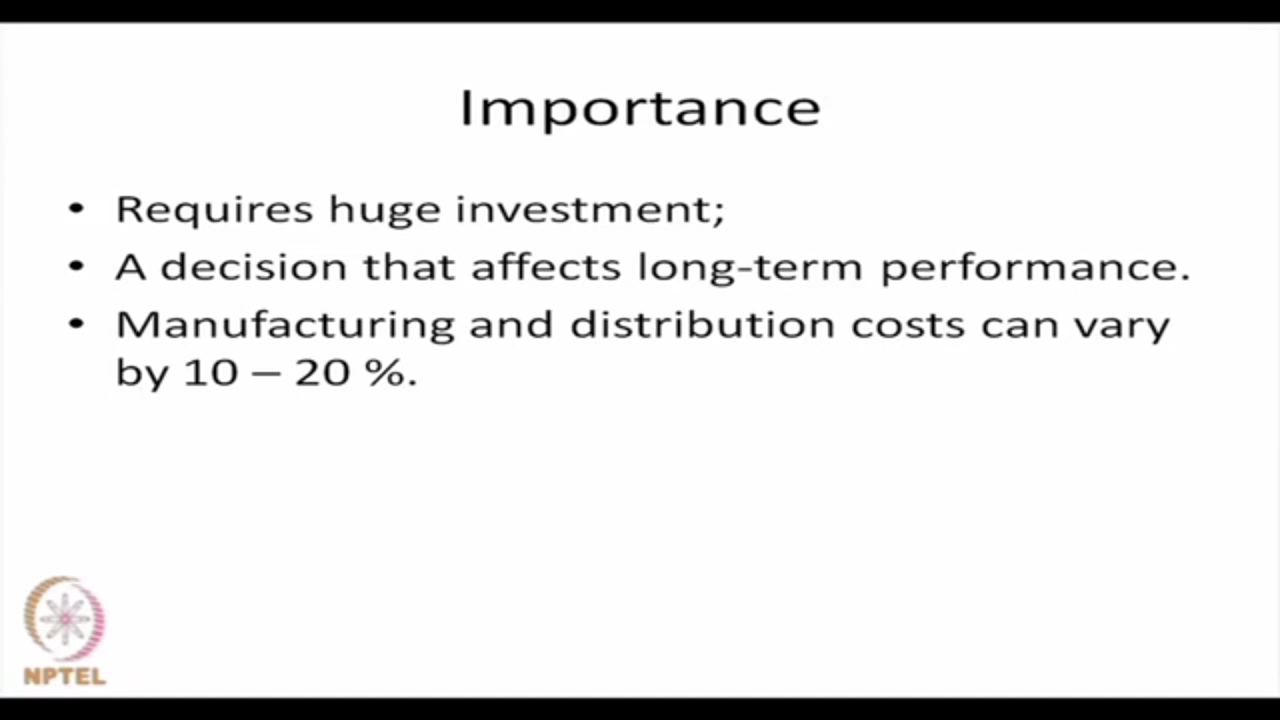 Importance
• Requires huge investment;
• A decision that affects long-term performance.
• Manufacturing and distribution costs can vary
by 10 – 20 %.
NPTEL